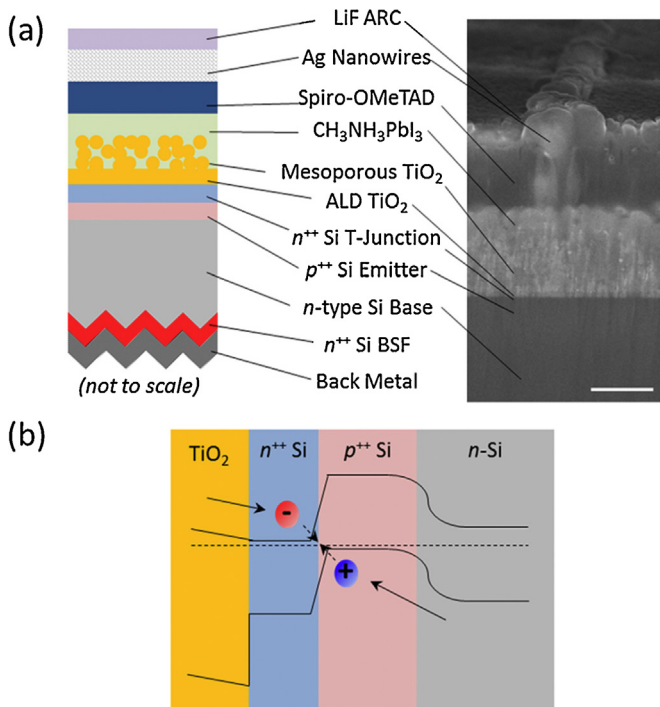 (a)
LiF ARC
Ag Nanowires
Spiro-OMeTAD
CH₃NH₃PbI₃
Mesoporous TiO₂
ALD TiO₂
n⁺⁺ Si T-Junction
p⁺⁺ Si Emitter
n-type Si Base
n⁺⁺ Si BSF
Back Metal
(not to scale)
(b)
TiO₂ n⁺⁺ Si p⁺⁺ Si n-Si
-
+